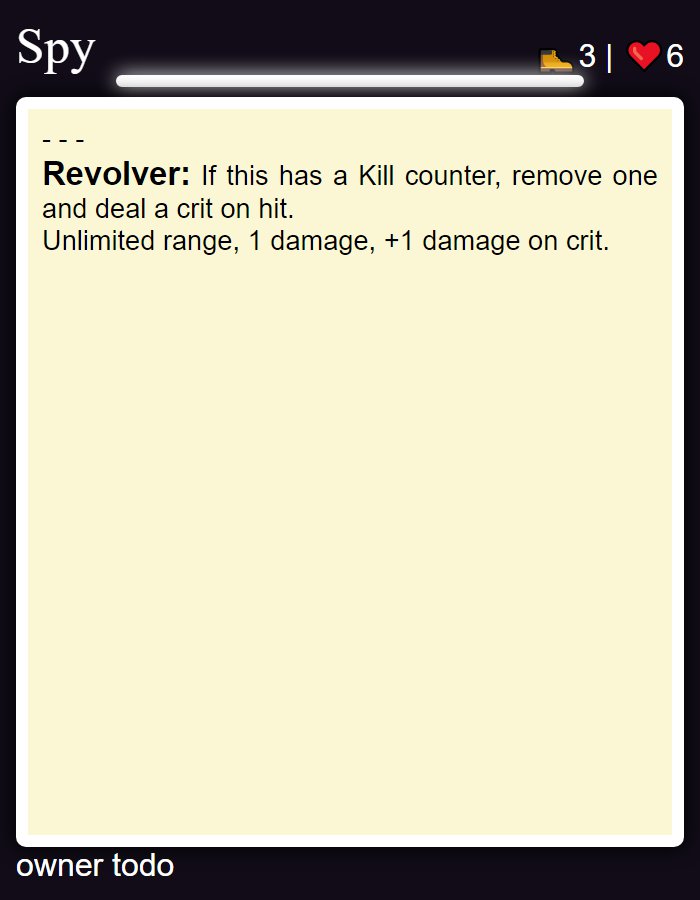 Spy
🥾3 | ❤️6
- - -
Revolver: If this has a Kill counter, remove one
and deal a crit on hit.
Unlimited range, 1 damage, +1 damage on crit.
owner todo